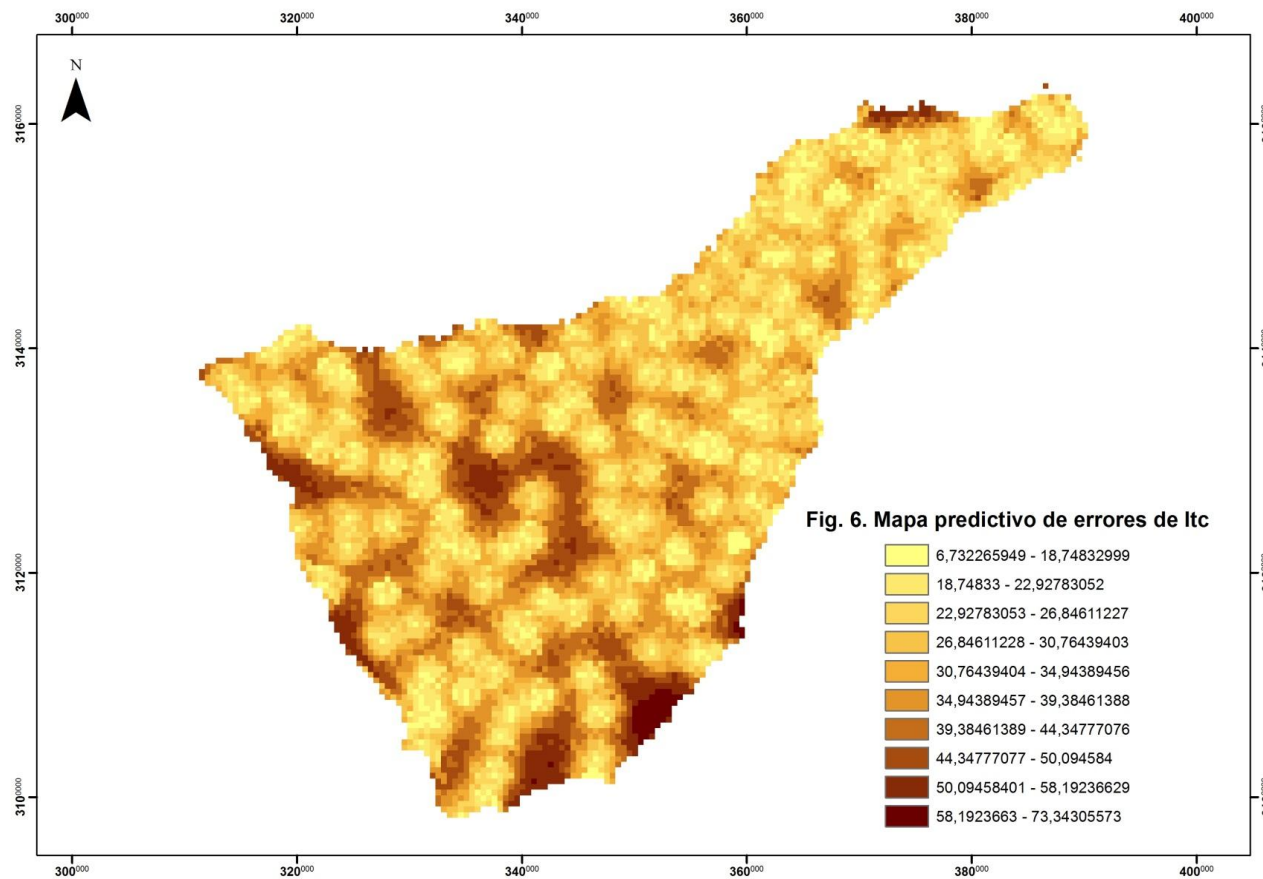 300⁰⁰⁰ 320⁰⁰⁰ 340⁰⁰⁰ 360⁰⁰⁰ 380⁰⁰⁰ 400⁰⁰⁰
N
316⁰⁰⁰⁰
314⁰⁰⁰⁰
312⁰⁰⁰⁰
310⁰⁰⁰⁰
Fig. 6. Mapa predictivo de errores de Itc
6,732265949 - 18,74832999
18,74833 - 22,92783052
22,92783053 - 26,84611227
26,84611228 - 30,76439403
30,76439404 - 34,94389456
34,94389457 - 39,38461388
39,38461389 - 44,34777076
44,34777077 - 50,094584
50,09458401 - 58,19236629
58,1923663 - 73,34305573
300⁰⁰⁰ 320⁰⁰⁰ 340⁰⁰⁰ 360⁰⁰⁰ 380⁰⁰⁰ 400⁰⁰⁰